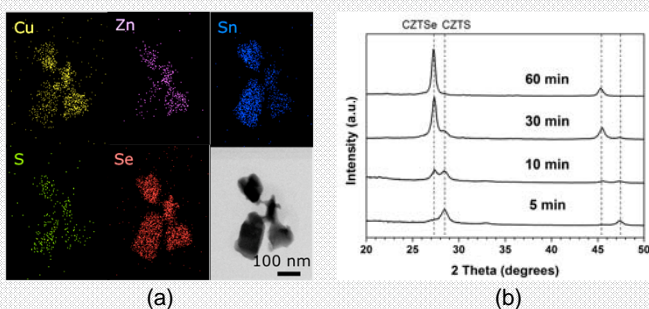 Cu Zn Sn
S Se
100 nm
(a)
CZTSe CZTS
60 min
30 min
10 min
5 min
Intensity (a.u.)
20 25 30 35 40 45 50
2 Theta (degrees)
(b)